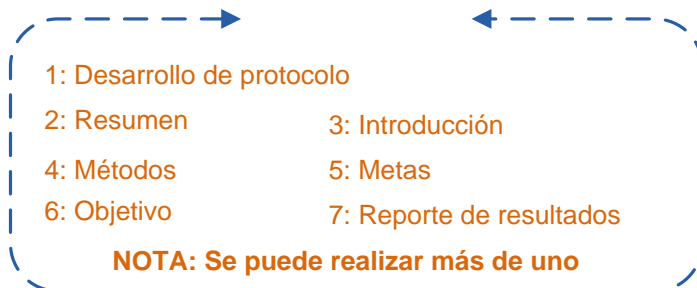 1: Desarrollo de protocolo
2: Resumen
3: Introducción
4: Métodos
5: Metas
6: Objetivo
7: Reporte de resultados
NOTA: Se puede realizar más de uno